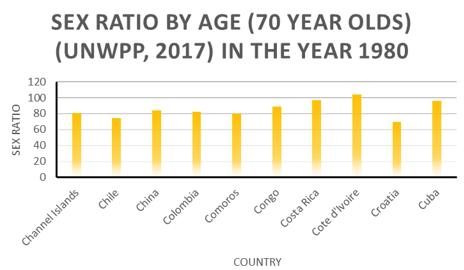 SEX RATIO BY AGE (70 YEAR OLDS)
(UNWPP, 2017) IN THE YEAR 1980
120
100
80
60
40
20
0
SEX RATIO
Channel Islands
Chile
China
Colombia
Comoros
Congo
Costa Rica
Cote d'Ivoire
Croatia
Cuba
COUNTRY